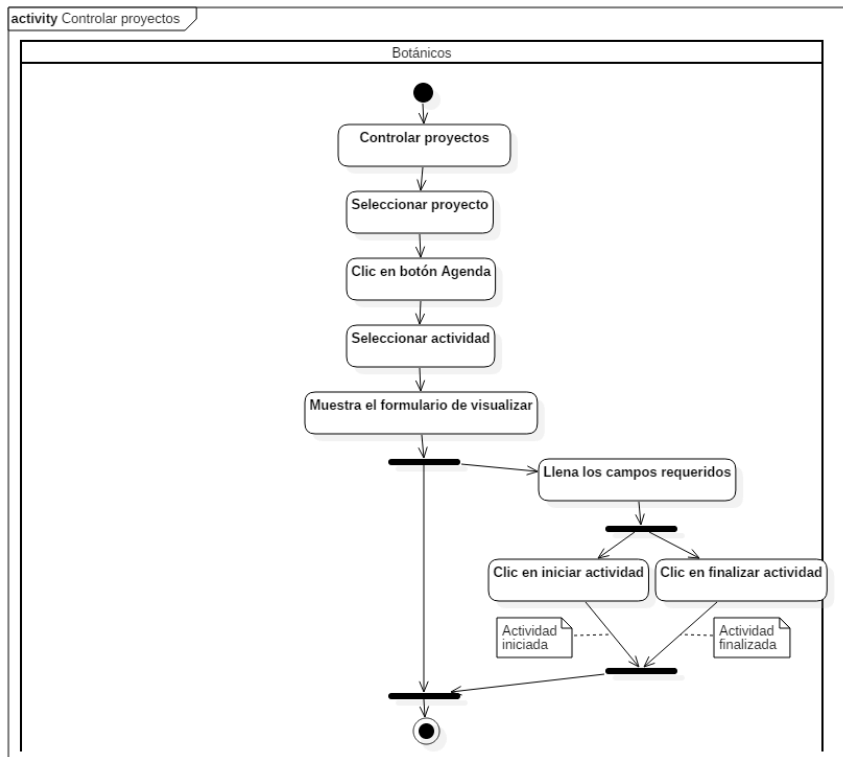 activity Controlar proyectos
Botánicos
Controlar proyectos
Seleccionar proyecto
Clic en botón Agenda
Seleccionar actividad
Muestra el formulario de visualizar
Llena los campos requeridos
Clic en iniciar actividad
Clic en finalizar actividad
Actividad
iniciada
Actividad
finalizada